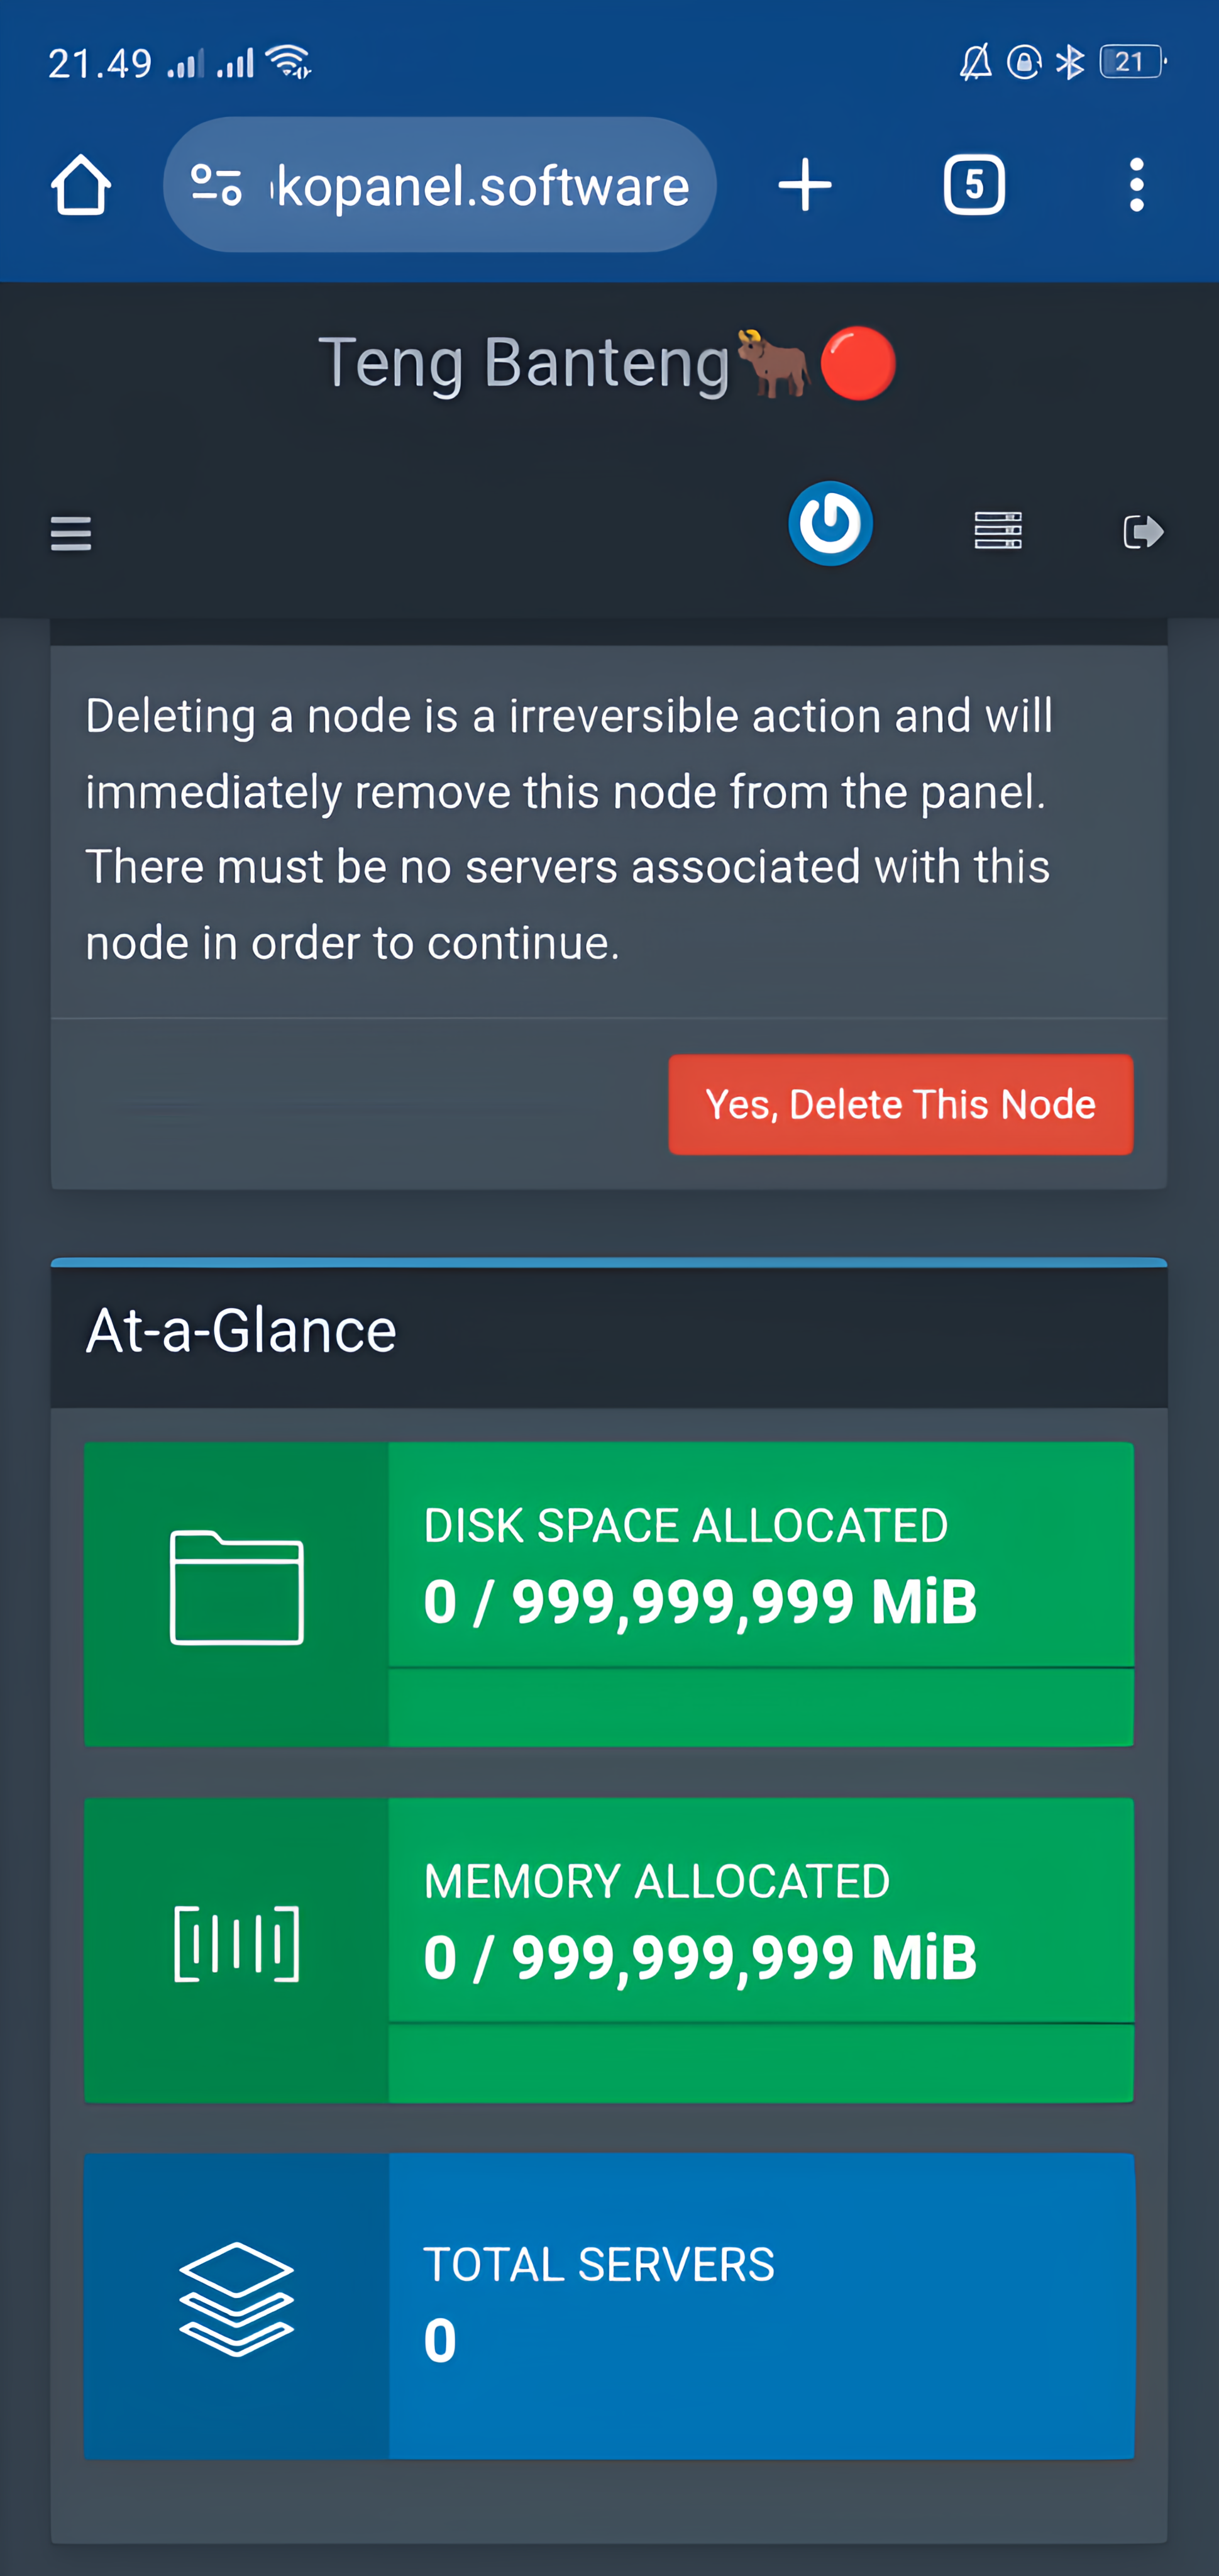 21.49
21
kopanel.software
5
Teng Banteng🐂🔴
Deleting a node is a irreversible action and will
immediately remove this node from the panel.
There must be no servers associated with this
node in order to continue.
Yes, Delete This Node
At-a-Glance
DISK SPACE ALLOCATED
0 / 999,999,999 MiB
MEMORY ALLOCATED
0 / 999,999,999 MiB
TOTAL SERVERS
0